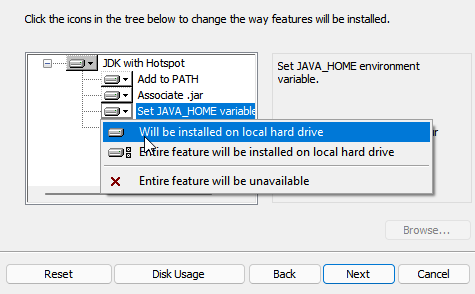 Click the icons in the tree below to change the way features will be installed.
JDK with Hotspot
Add to PATH
Associate .jar
Set JAVA_HOME variable
Set JAVA_HOME environment
variable.
Will be installed on local hard drive
Entire feature will be installed on local hard drive
Entire feature will be unavailable
Browse...
Reset
Disk Usage
Back
Next
Cancel